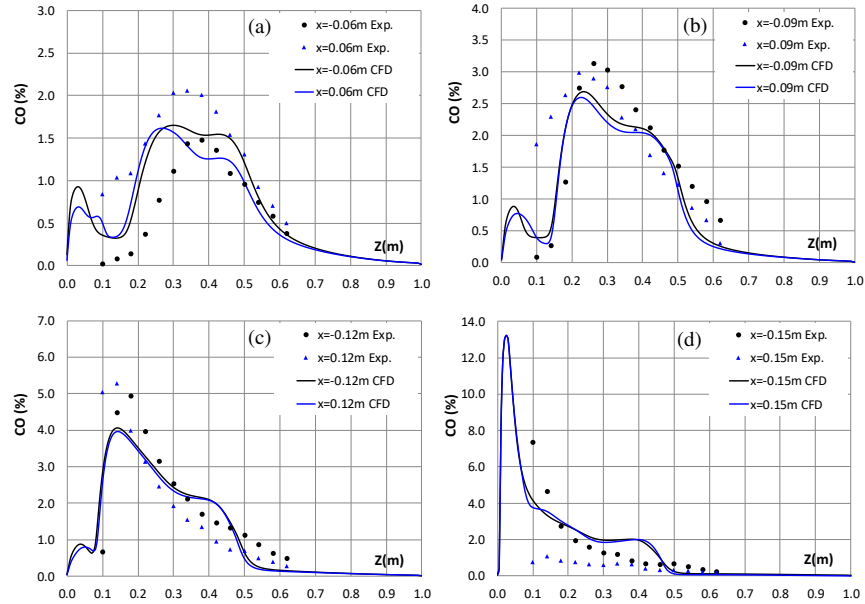 3.0
2.5
2.0
1.5
1.0
0.5
0.0
CO (%)
(a)
x=-0.06m Exp.
x=0.06m Exp.
x=-0.06m CFD
x=0.06m CFD
Z(m)
0.0 0.1 0.2 0.3 0.4 0.5 0.6 0.7 0.8 0.9 1.0
4.0
3.5
3.0
2.5
2.0
1.5
1.0
0.5
0.0
CO (%)
(b)
x=-0.09m Exp.
x=0.09m Exp.
x=-0.09m CFD
x=0.09m CFD
Z(m)
0.0 0.1 0.2 0.3 0.4 0.5 0.6 0.7 0.8 0.9 1.0
7.0
6.0
5.0
4.0
3.0
2.0
1.0
0.0
CO (%)
(c)
x=-0.12m Exp.
x=0.12m Exp.
x=-0.12m CFD
x=0.12m CFD
Z(m)
0.0 0.1 0.2 0.3 0.4 0.5 0.6 0.7 0.8 0.9 1.0
14.0
12.0
10.0
8.0
6.0
4.0
2.0
0.0
CO (%)
(d)
x=-0.15m Exp.
x=0.15m Exp.
x=-0.15m CFD
x=0.15m CFD
Z(m)
0.0 0.1 0.2 0.3 0.4 0.5 0.6 0.7 0.8 0.9 1.0